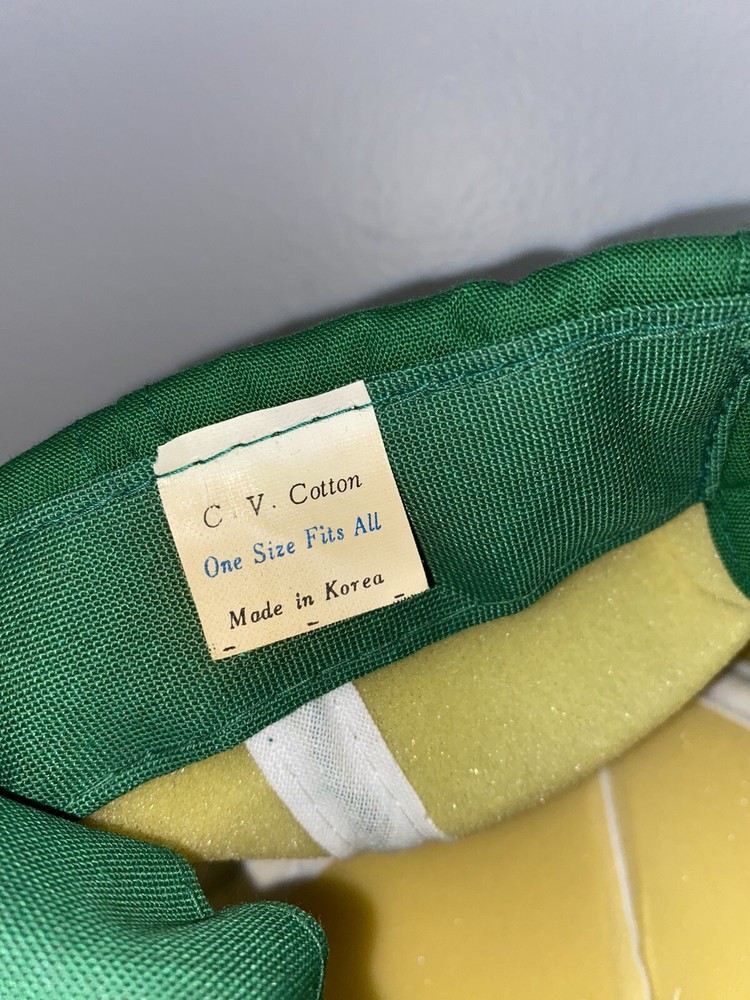 C. V. Cotton
One Size Fits All
Made in Korea